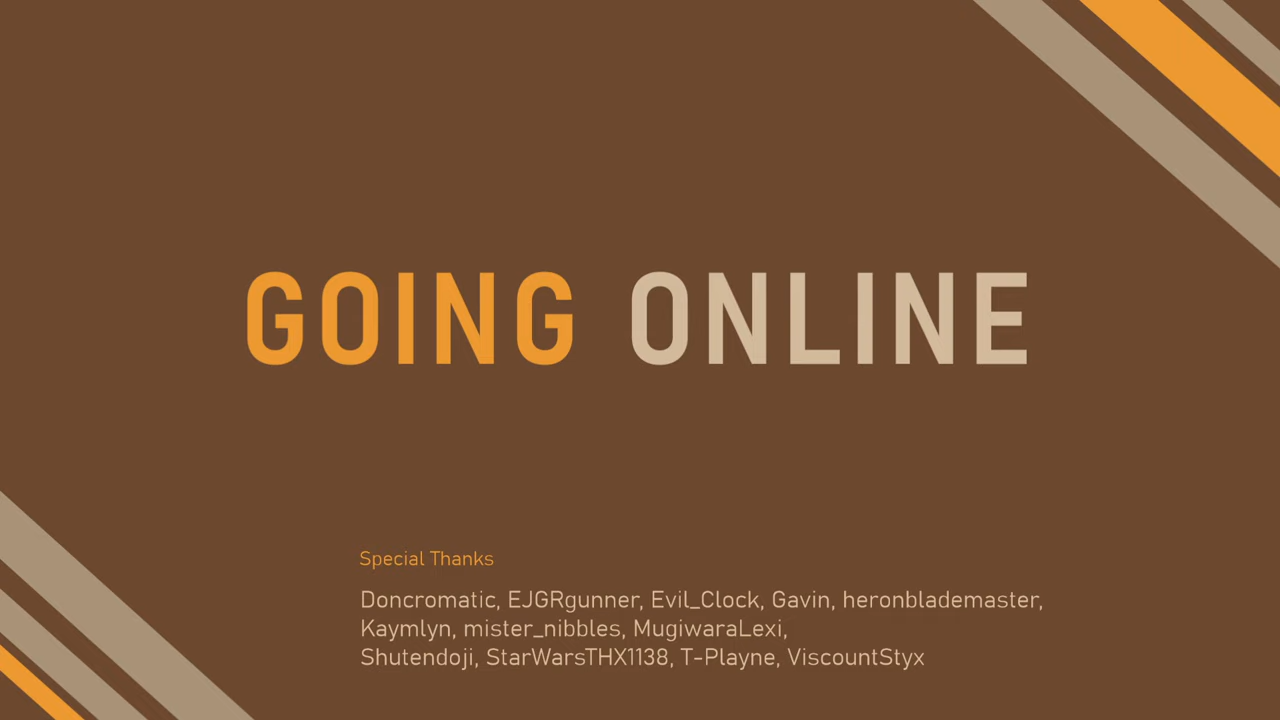 GOING ONLINE
Special Thanks
Doncromatic, EJGRgunner, Evil_Clock, Gavin, heronblademaster,
Kaymlyn, mister_nibbles, MugiwaraLexi,
Shutendoji, StarWarsTHX1138, T-Playne, ViscountStyx